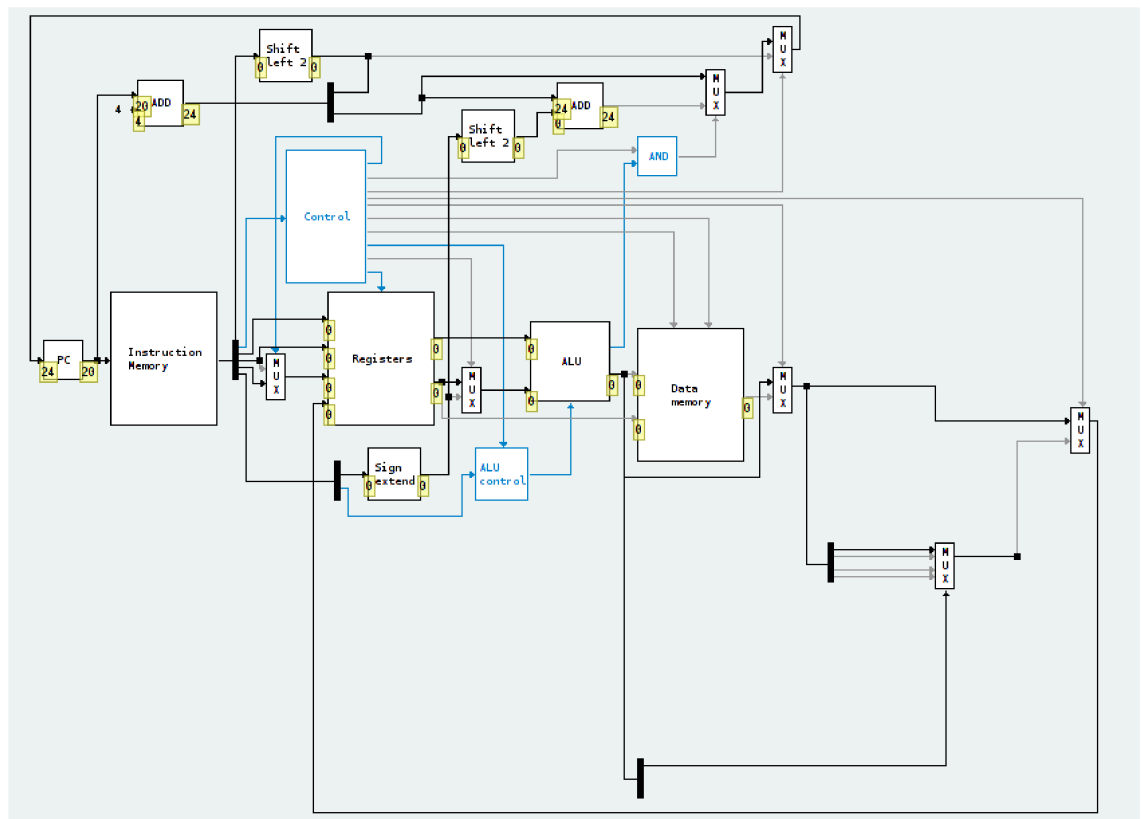 M
U
X
Shift
left 2
0
0
M
U
X
ADD
4
20
4
24
ADD
24
0
24
Shift
left 2
0
0
AND
Control
Instruction
Memory
PC
24
20
M
U
X
Registers
0
0
0
0
0
0
M
U
X
ALU
0
0
0
Data
memory
0
0
0
M
U
X
M
U
X
Sign
extend
0
0
ALU
control
M
U
X